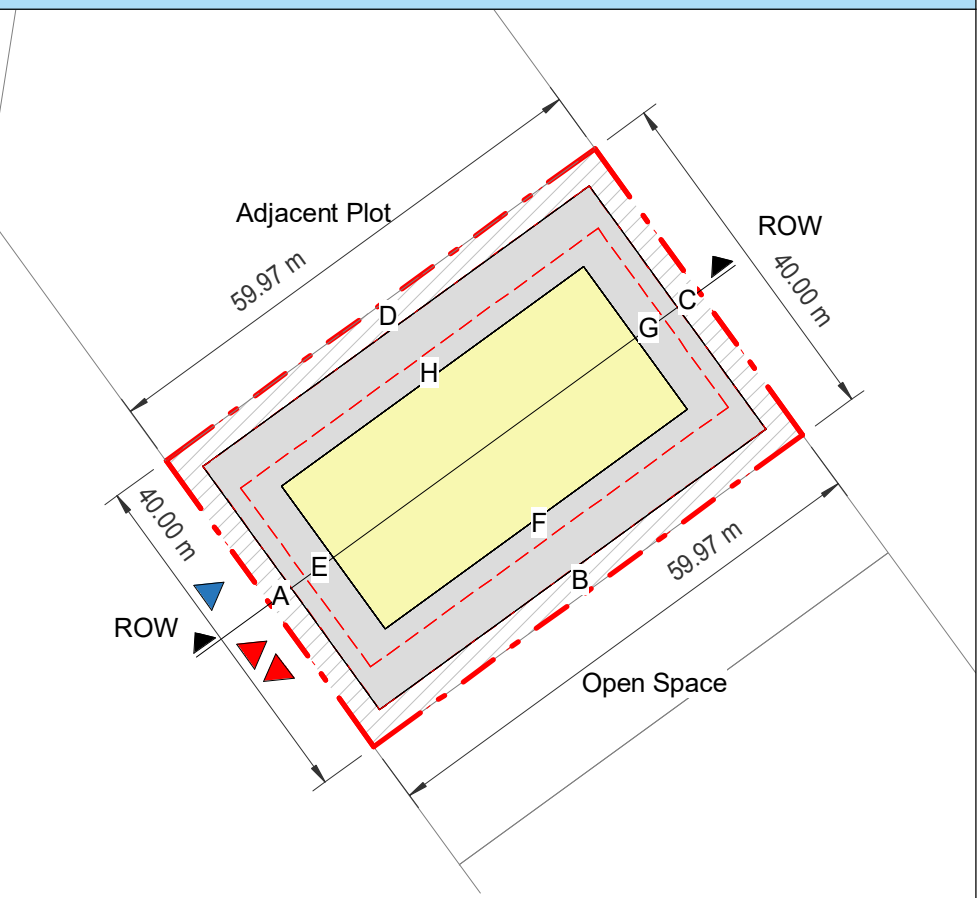 Adjacent Plot
ROW
59.97 m
40.00 m
C
D
G
H
40.00 m
F
E
59.97 m
B
A
ROW
Open Space